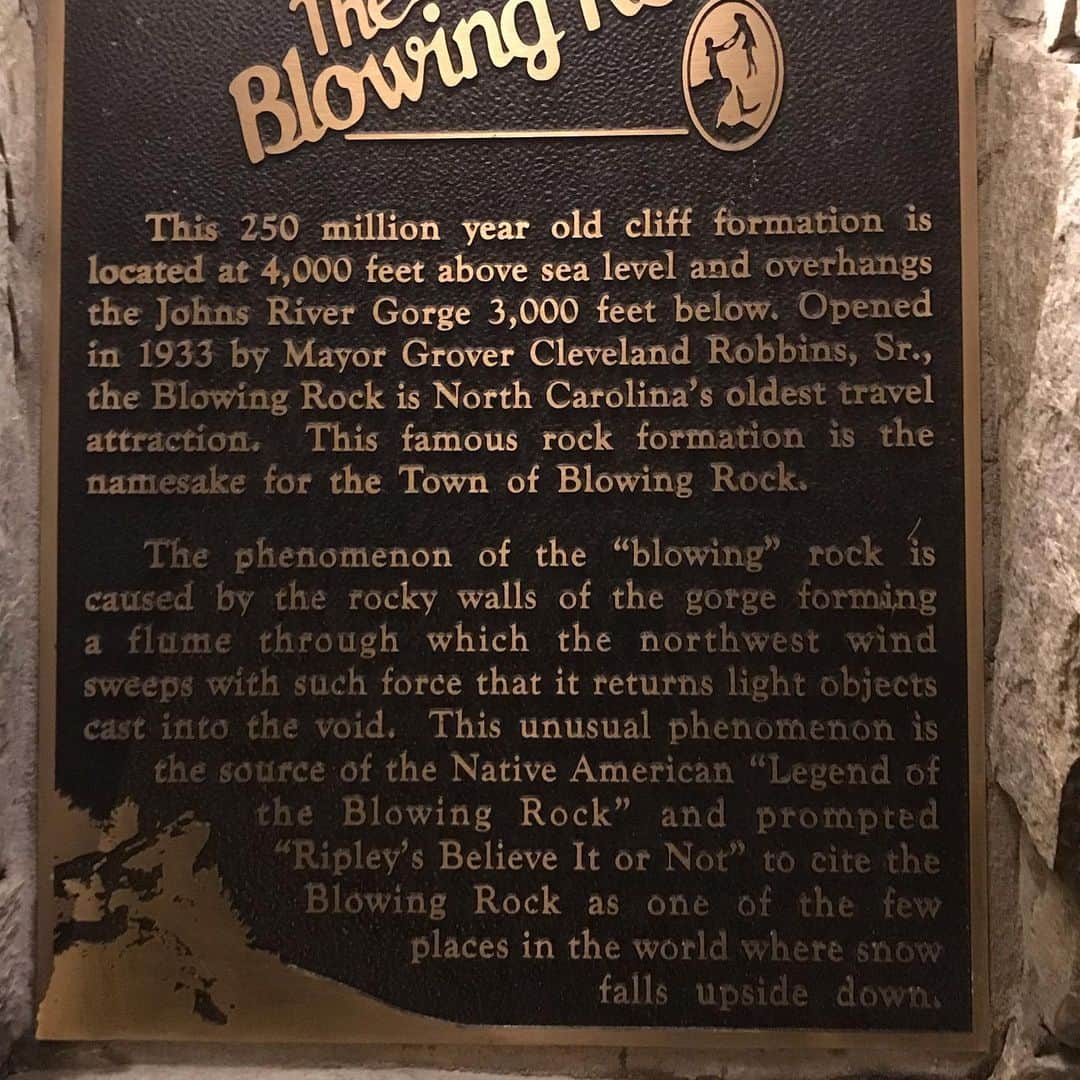 The
Blowing
This 250 million year old cliff formation is
located at 4,000 feet above sea level and overhangs
the Johns River Gorge 3,000 feet below. Opened
in 1933 by Mayor Grover Cleveland Robbins, Sr.,
the Blowing Rock is North Carolina's oldest travel
attraction. This famous rock formation is the
namesake for the Town of Blowing Rock.
The phenomenon of the “blowing” rock is
caused by the rocky walls of the gorge forming
a flume through which the northwest wind
sweeps with such force that it returns light objects
cast into the void. This unusual phenomenon is
the source of the Native American “Legend of
the Blowing Rock” and prompted
“Ripley's Believe It or Not” to cite the
Blowing Rock as one of the few
places in the world where snow
falls upside down.